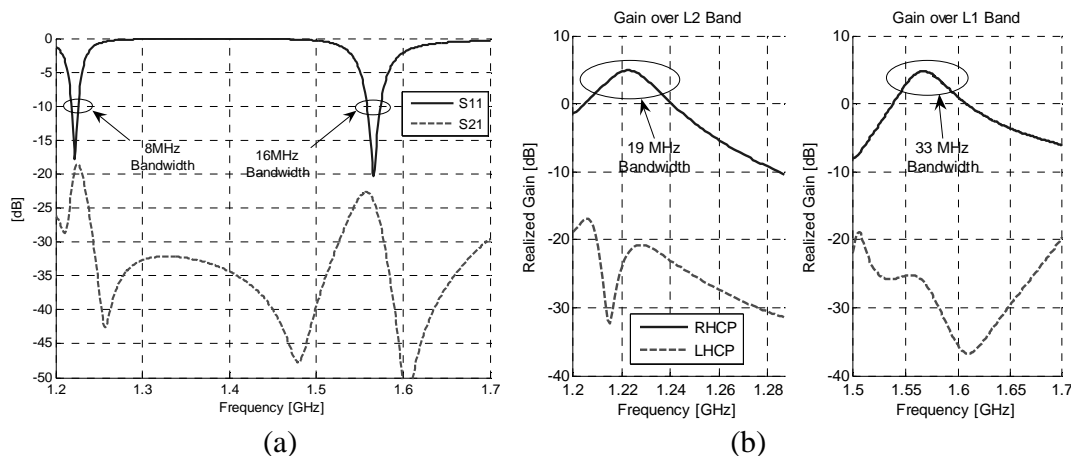 0
-5
-10
-15
-20
-25
-30
-35
-40
-45
-50
[dB]
1.2
1.3
1.4
1.5
1.6
1.7
Frequency [GHz]
8MHz
Bandwidth
16MHz
Bandwidth
S11
S21
(a)
(b)
Gain over L2 Band
10
0
-10
-20
-30
-40
Realized Gain [dB]
1.2
1.22
1.24
1.26
1.28
Frequency [GHz]
19 MHz
Bandwidth
RHCP
LHCP
(b)
Gain over L1 Band
10
0
-10
-20
-30
-40
Realized Gain [dB]
1.5
1.55
1.6
1.65
1.7
Frequency [GHz]
33 MHz
Bandwidth